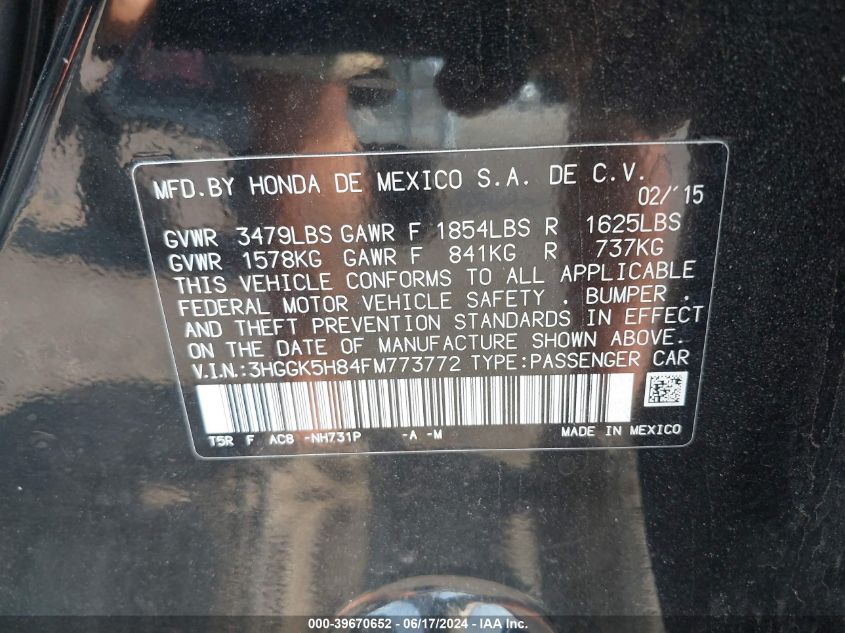 MFD.BY HONDA DE MEXICO S.A. DE C.V.
02/'15
GVWR 3479LBS GAWR F 1854LBS R 1625LBS
GVWR 1578KG GAWR F 841KG R 737KG
THIS VEHICLE CONFORMS TO ALL APPLICABLE
FEDERAL MOTOR VEHICLE SAFETY , BUMPER ,
AND THEFT PREVENTION STANDARDS IN EFFECT
ON THE DATE OF MANUFACTURE SHOWN ABOVE.
V.I.N.:3HGGK5H84FM773772 TYPE:PASSENGER CAR
T5R F AC8 -NH731P -A -M MADE IN MEXICO
000-39670652 - 06/17/2024 - IAA Inc.